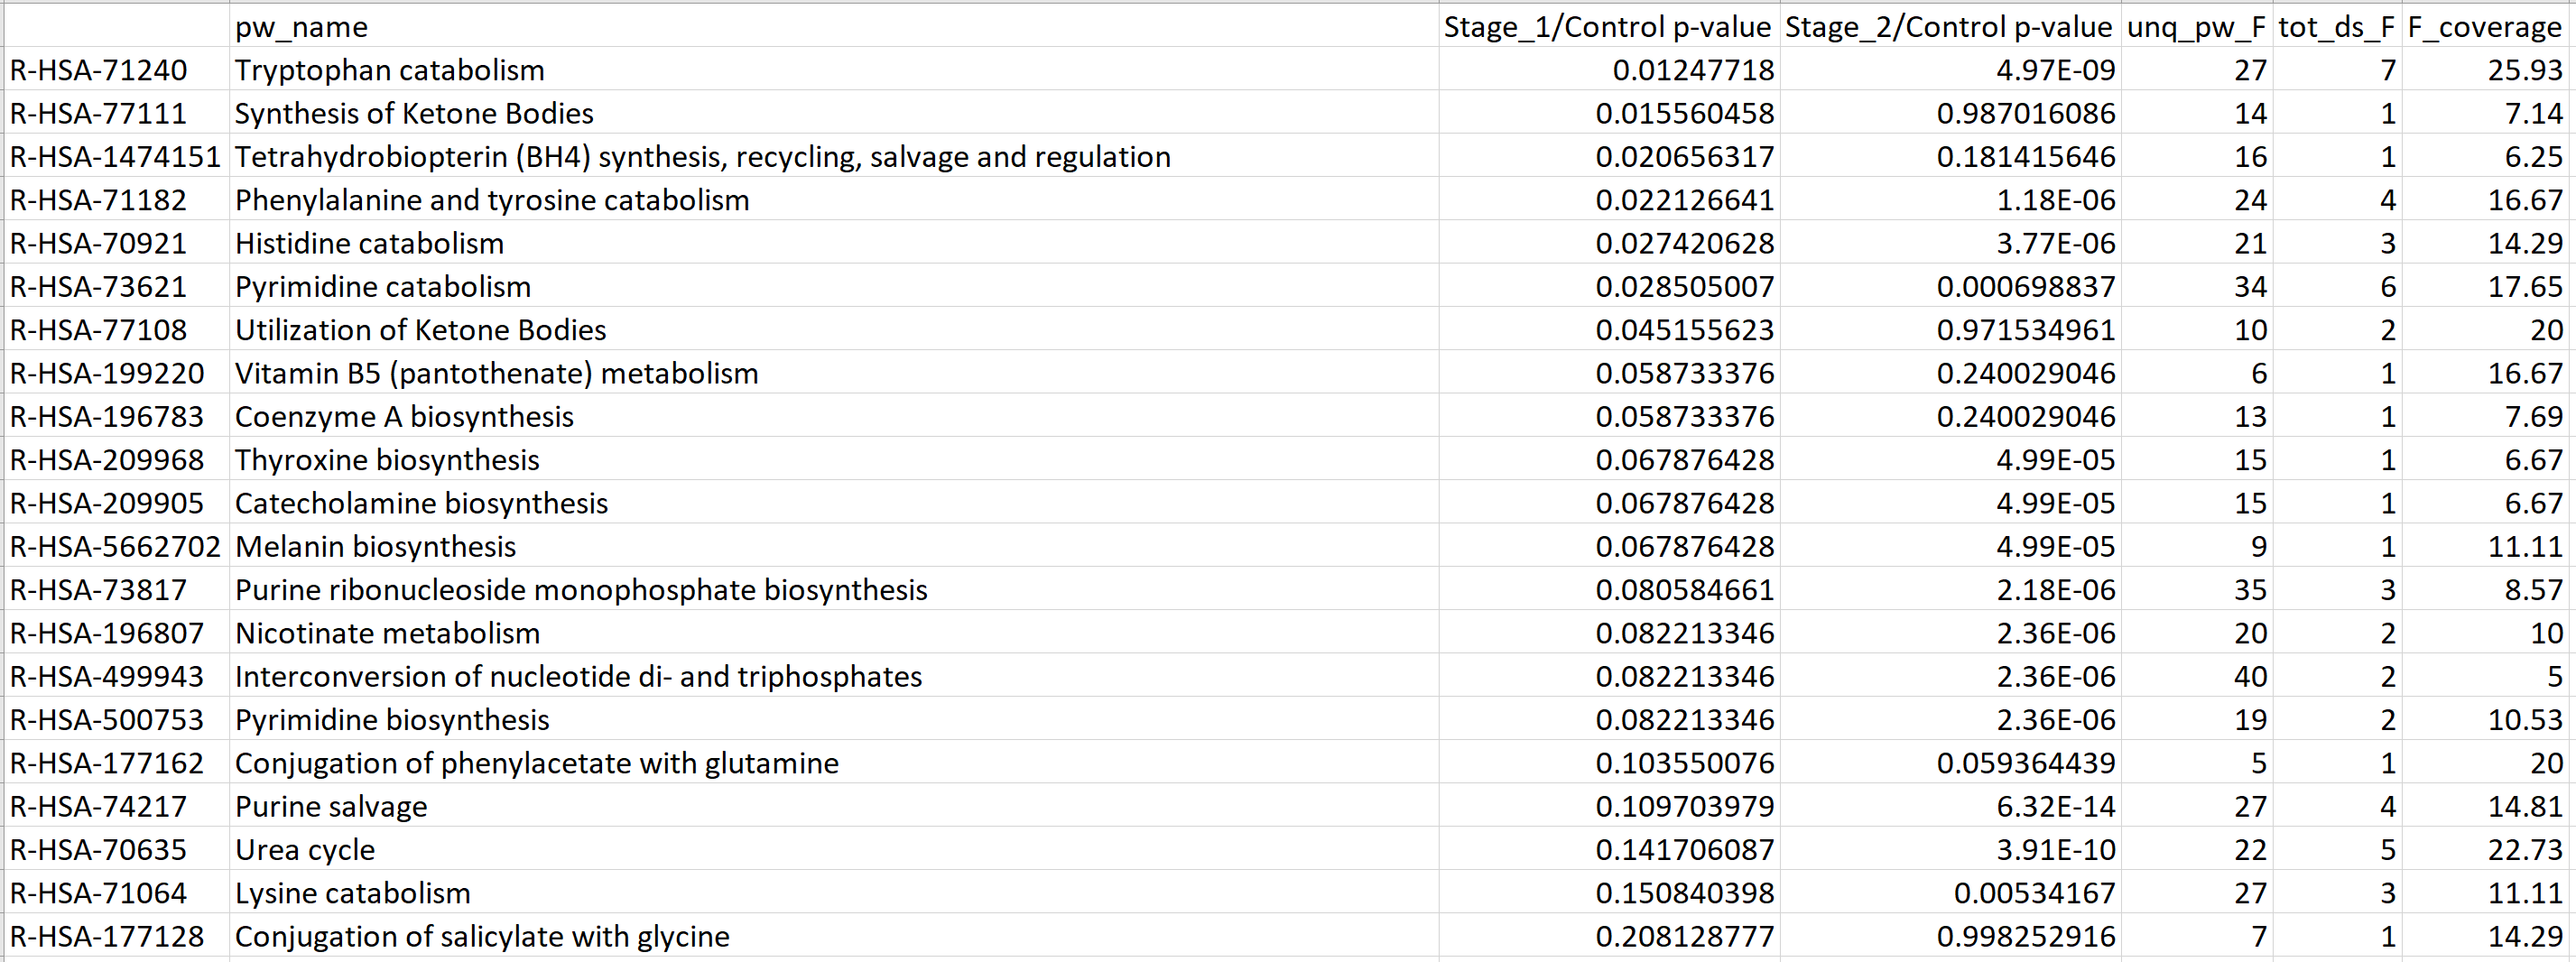 pw_name Stage_1/Control p-value Stage_2/Control p-value unq_pw_F tot_ds_F F_coverage
R-HSA-71240 Tryptophan catabolism 0.01247718 4.97E-09 27 7 25.93
R-HSA-77111 Synthesis of Ketone Bodies 0.015560458 0.987016086 14 1 7.14
R-HSA-1474151 Tetrahydrobiopterin (BH4) synthesis, recycling, salvage and regulation 0.020656317 0.181415646 16 1 6.25
R-HSA-71182 Phenylalanine and tyrosine catabolism 0.022126641 1.18E-06 24 4 16.67
R-HSA-70921 Histidine catabolism 0.027420628 3.77E-06 21 3 14.29
R-HSA-73621 Pyrimidine catabolism 0.028505007 0.000698837 34 6 17.65
R-HSA-77108 Utilization of Ketone Bodies 0.045155623 0.971534961 10 2 20
R-HSA-199220 Vitamin B5 (pantothenate) metabolism 0.058733376 0.240029046 6 1 16.67
R-HSA-196783 Coenzyme A biosynthesis 0.058733376 0.240029046 13 1 7.69
R-HSA-209968 Thyroxine biosynthesis 0.067876428 4.99E-05 15 1 6.67
R-HSA-209905 Catecholamine biosynthesis 0.067876428 4.99E-05 15 1 6.67
R-HSA-5662702 Melanin biosynthesis 0.067876428 4.99E-05 9 1 11.11
R-HSA-73817 Purine ribonucleoside monophosphate biosynthesis 0.080584661 2.18E-06 35 3 8.57
R-HSA-196807 Nicotinate metabolism 0.082213346 2.36E-06 20 2 10
R-HSA-499943 Interconversion of nucleotide di- and triphosphates 0.082213346 2.36E-06 40 2 5
R-HSA-500753 Pyrimidine biosynthesis 0.082213346 2.36E-06 19 2 10.53
R-HSA-177162 Conjugation of phenylacetate with glutamine 0.103550076 0.059364439 5 1 20
R-HSA-74217 Purine salvage 0.109703979 6.32E-14 27 4 14.81
R-HSA-70635 Urea cycle 0.141706087 3.91E-10 22 5 22.73
R-HSA-71064 Lysine catabolism 0.150840398 0.00534167 27 3 11.11
R-HSA-177128 Conjugation of salicylate with glycine 0.208128777 0.998252916 7 1 14.29